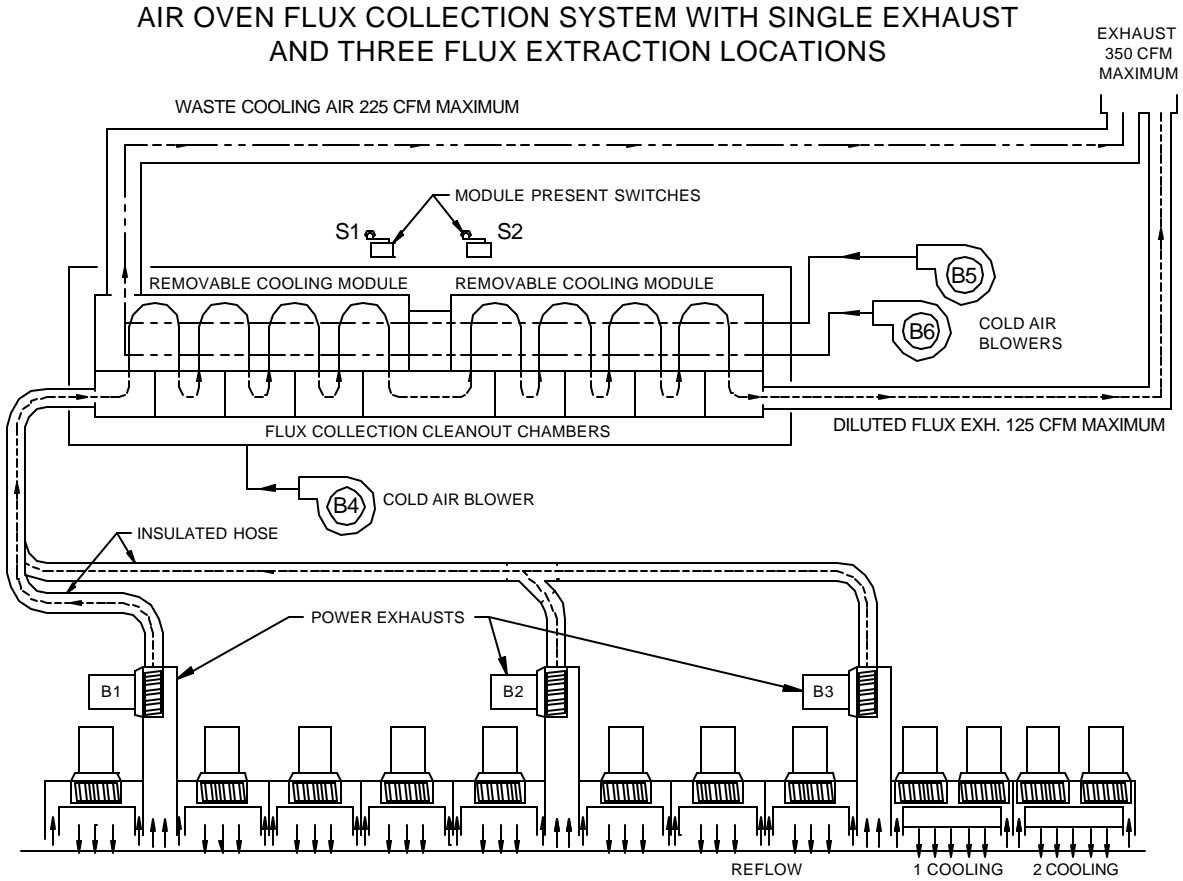 AIR OVEN FLUX COLLECTION SYSTEM WITH SINGLE EXHAUST
AND THREE FLUX EXTRACTION LOCATIONS
EXHAUST
350 CFM
MAXIMUM
WASTE COOLING AIR 225 CFM MAXIMUM
MODULE PRESENT SWITCHES
S1
S2
REMOVABLE COOLING MODULE
REMOVABLE COOLING MODULE
B5
B6
COLD AIR
BLOWERS
FLUX COLLECTION CLEANOUT CHAMBERS
DILUTED FLUX EXH. 125 CFM MAXIMUM
B4
COLD AIR BLOWER
INSULATED HOSE
POWER EXHAUSTS
B1
B2
B3
REFLOW
1 COOLING
2 COOLING